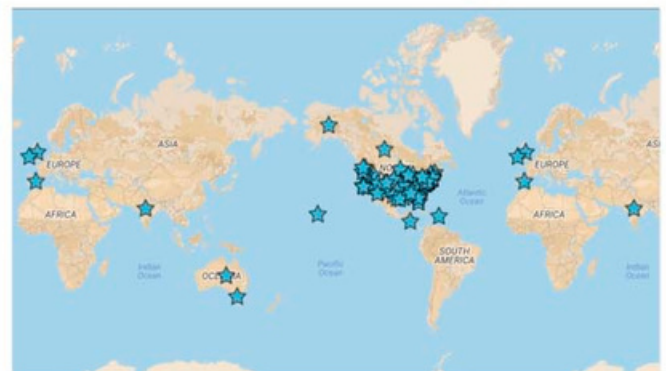 ASIA
EUROPE
AFRICA
Indian
Ocean
Pacific
Ocean
Atlantic
Ocean
SOUTH
AMERICA
EUROPE
AFRICA
Indian
Ocean